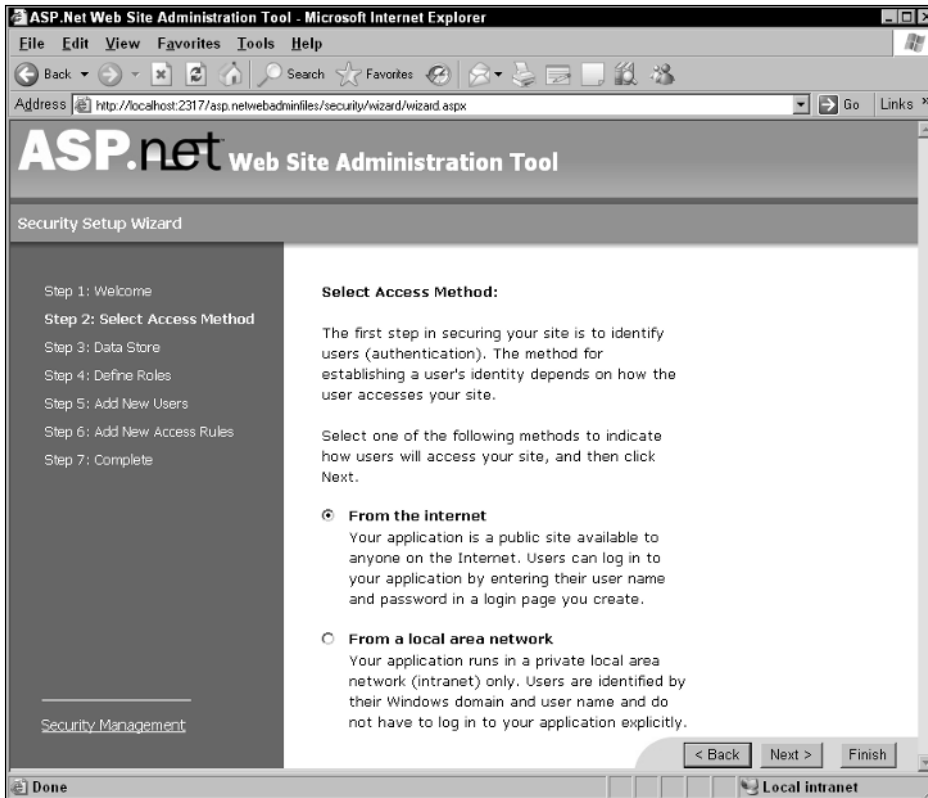 ASP.Net Web Site Administration Tool - Microsoft Internet Explorer
File Edit View Favorites Tools Help
Back Search Favorites
Address http://localhost:2317/asp.netwebadminfiles/security/wizard/wizard.aspx Go Links »
ASP.net Web Site Administration Tool
Security Setup Wizard
Step 1: Welcome
Step 2: Select Access Method
Step 3: Data Store
Step 4: Define Roles
Step 5: Add New Users
Step 6: Add New Access Rules
Step 7: Complete
Security Management
Select Access Method:
The first step in securing your site is to identify
users (authentication). The method for
establishing a user's identity depends on how the
user accesses your site.
Select one of the following methods to indicate
how users will access your site, and then click
Next.
From the internet
Your application is a public site available to
anyone on the Internet. Users can log in to
your application by entering their user name
and password in a login page you create.
From a local area network
Your application runs in a private local area
network (intranet) only. Users are identified by
their Windows domain and user name and do
not have to log in to your application explicitly.
< Back Next > Finish
Done Local intranet